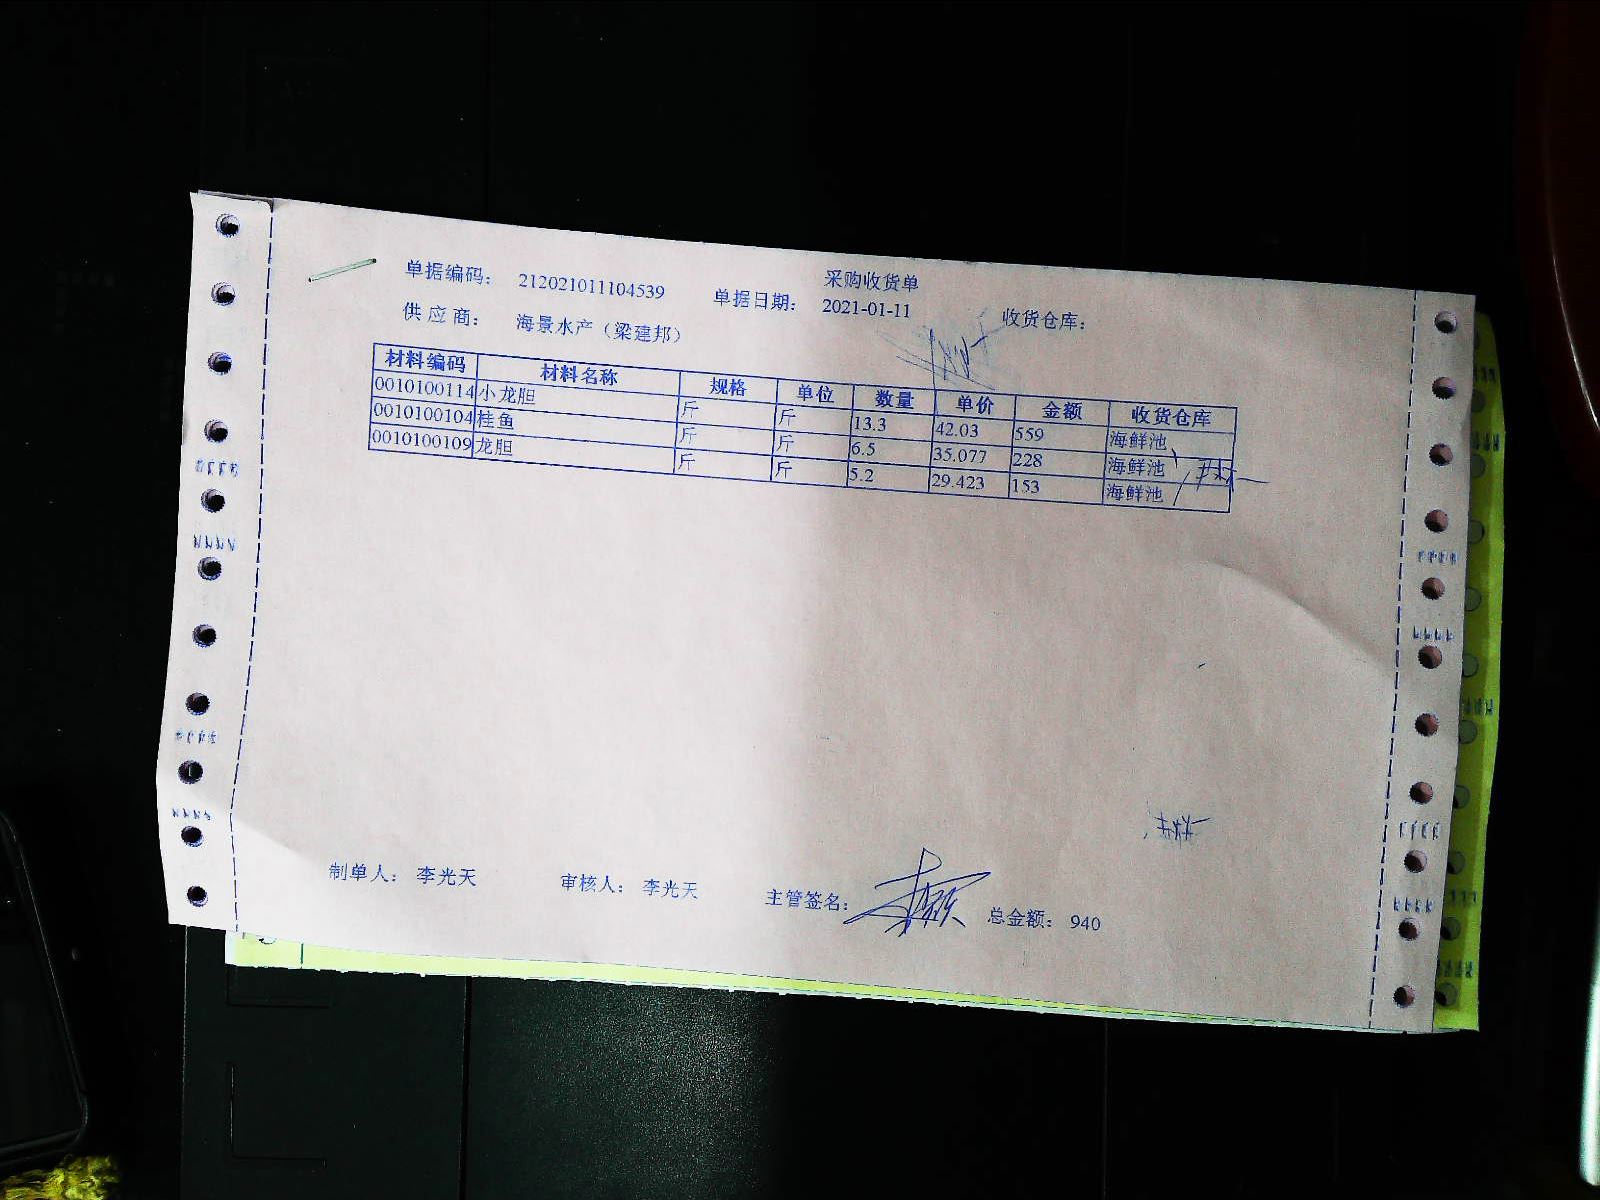 采购收货单
单据编码： 212021011104539 单据日期： 2021-01-11 收货仓库：
供 应 商： 海景水产（梁建邦）
材料编码 材料名称 规格 单位 数量 单价 金额 收货仓库
0010100114 小龙胆 斤 斤 13.3 42.03 559 海鲜池
0010100104 桂鱼 斤 斤 6.5 35.077 228 海鲜池
0010100109 龙胆 斤 斤 5.2 29.423 153 海鲜池
制单人： 李光天 审核人： 李光天 主管签名： 总金额： 940